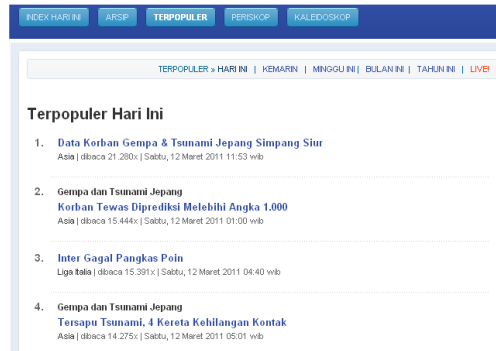 INDEX HARI INI ARSIP TERPOPULER PERISKOP KALEIDOSKOP
TERPOPULER » HARI INI | KEMARIN | MINGGU INI | BULAN INI | TAHUN INI | LIVE!
Terpopuler Hari Ini
1. Data Korban Gempa & Tsunami Jepang Simpang Siur
Asia | dibaca 21.280x | Sabtu, 12 Maret 2011 11:53 wib
2. Gempa dan Tsunami Jepang
Korban Tewas Diprediksi Melebihi Angka 1.000
Asia | dibaca 15.444x | Sabtu, 12 Maret 2011 01:00 wib
3. Inter Gagal Pangkas Poin
Liga Italia | dibaca 15.391x | Sabtu, 12 Maret 2011 04:40 wib
4. Gempa dan Tsunami Jepang
Tersapu Tsunami, 4 Kereta Kehilangan Kontak
Asia | dibaca 14.275x | Sabtu, 12 Maret 2011 05:01 wib